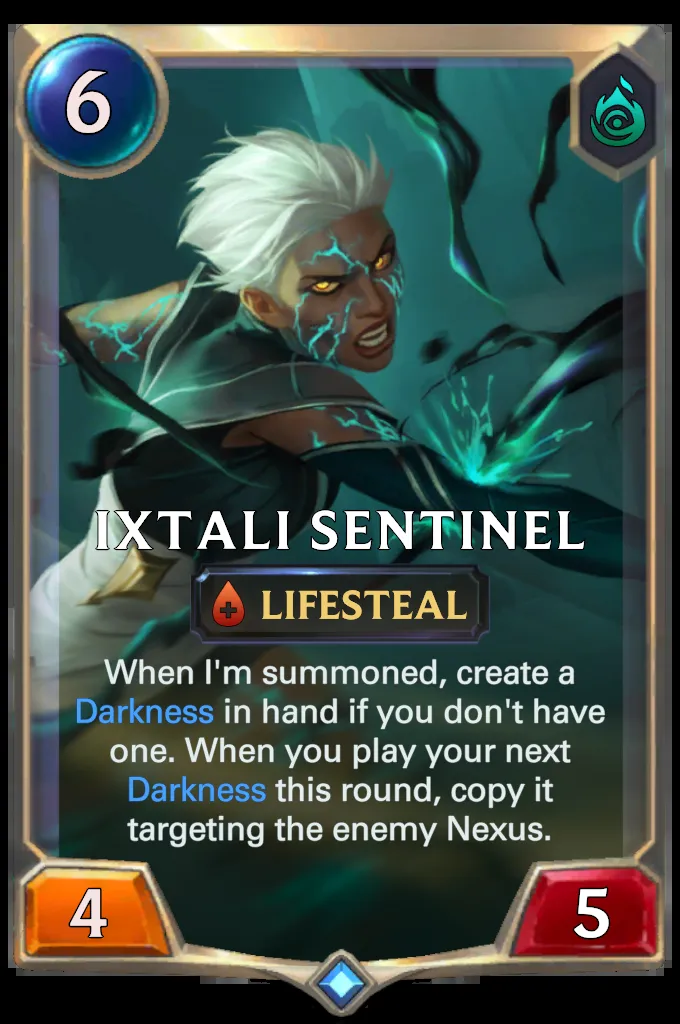 6
IXTALI SENTINEL
LIFESTEAL
When I'm summoned, create a
Darkness in hand if you don't have
one. When you play your next
Darkness this round, copy it
targeting the enemy Nexus.
4
5